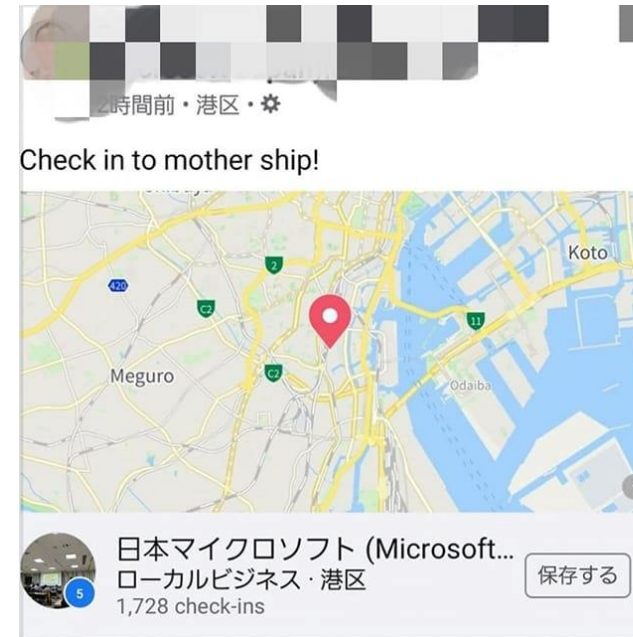 2時間前・港区・
Check in to mother ship!
2
420
C2
Koto
11
Meguro
C2
Odaiba
日本マイクロソフト (Microsoft...
ローカルビジネス · 港区
保存する
5
1,728 check-ins